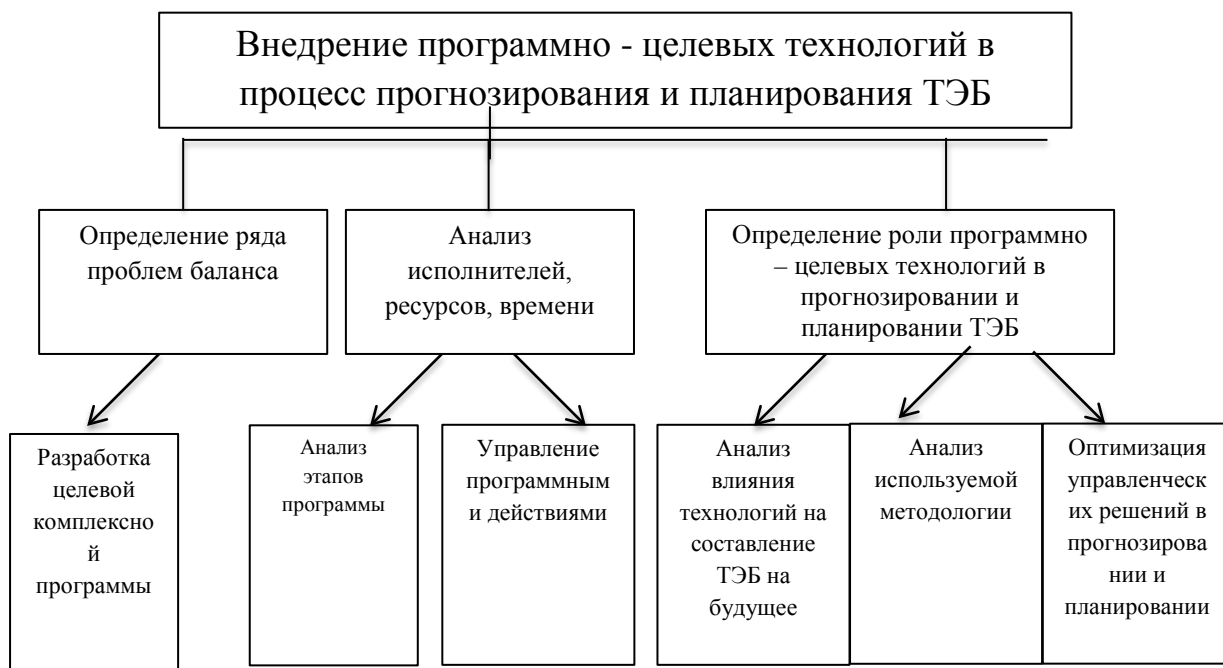 Внедрение программно - целевых технологий в
процесс прогнозирования и планирования ТЭБ
Определение ряда
проблем баланса
Анализ
исполнителей,
ресурсов, времени
Определение роли программно
– целевых технологий в
прогнозировании и
планировании ТЭБ
Разработка
целевой
комплексно
й
программы
Анализ
этапов
программы
Управление
программным
и действиями
Анализ
влияния
технологий на
составление
ТЭБ на
будущее
Анализ
используемой
методологии
Оптимизация
управленческ
их решений в
прогнозирова
нии и
планировании